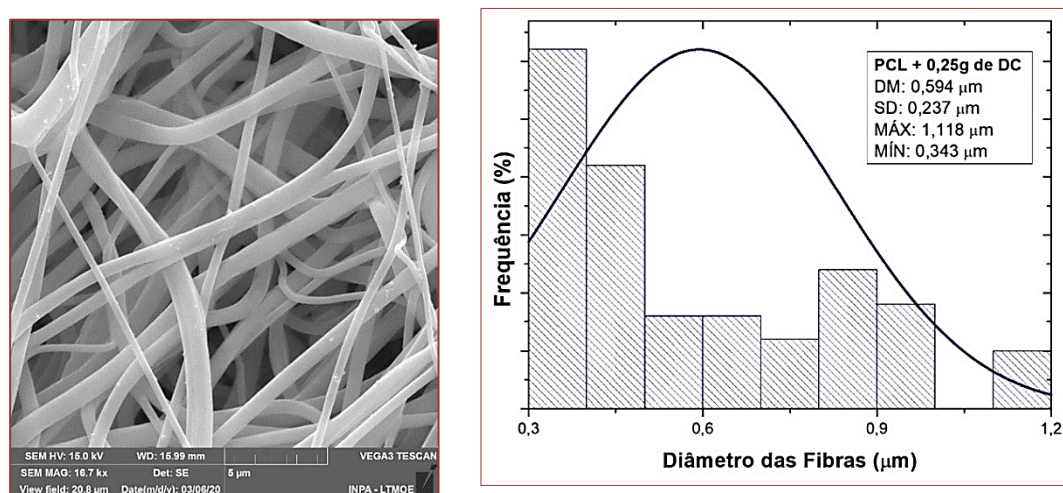 SEM HV: 15.0 kV
WD: 15.99 mm
VEGA3 TESCAN
SEM MAG: 16.7 kx
Det: SE
5 µm
View field: 20.8 µm
Date(m/d/y): 03/06/20
INPA - LTMOE
Frequência (%)
PCL + 0,25g de DC
DM: 0,594 µm
SD: 0,237 µm
MÁX: 1,118 µm
MÍN: 0,343 µm
0,3 0,6 0,9 1,2
Diâmetro das Fibras (µm)